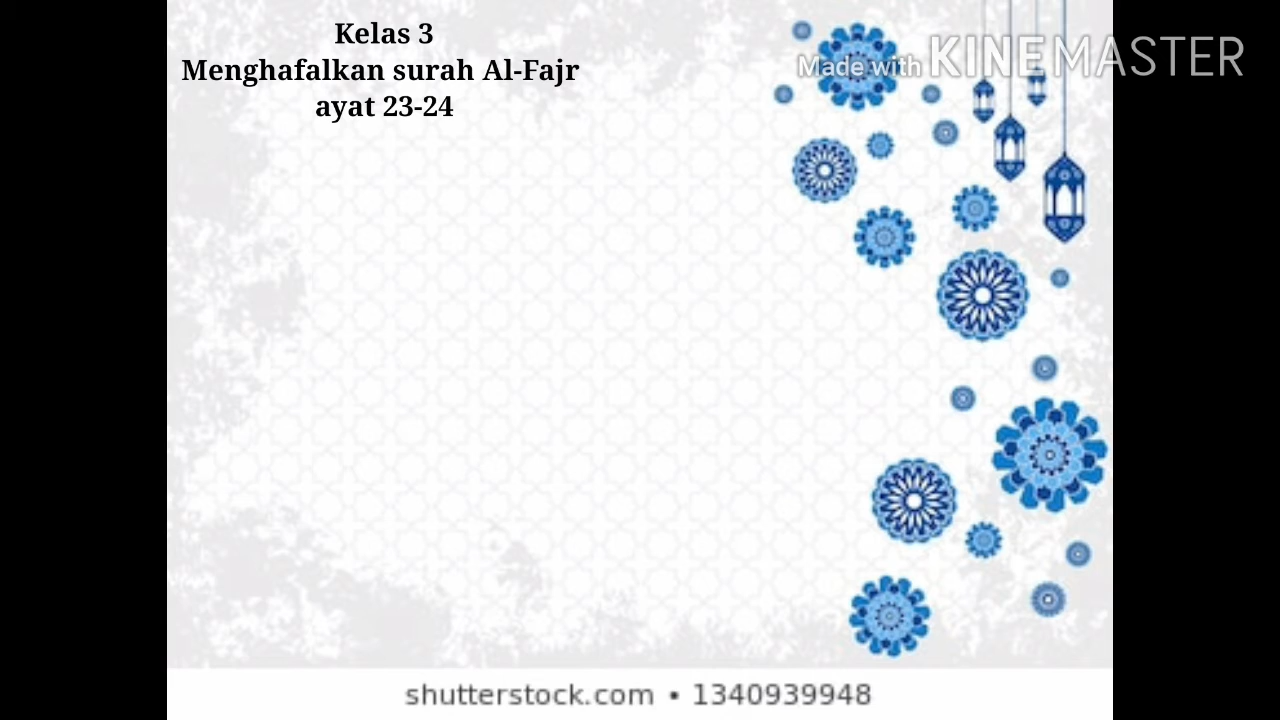 Kelas 3
Menghafalkan surah Al-Fajr
ayat 23-24
Made with KINEMASTER
shutterstock.com • 1340939948